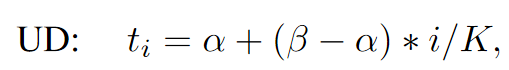 UD: t_i = α + (β − α) ∗ i/K,